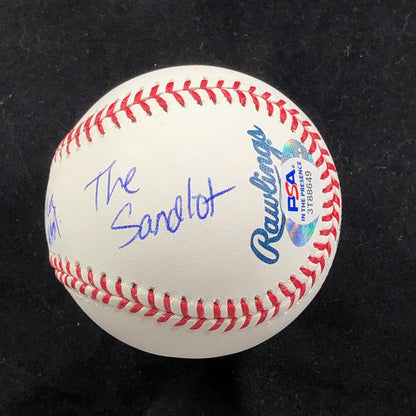 The
Sandlot
Rawlings
PSA
IN THE PRESENCE
3T88649